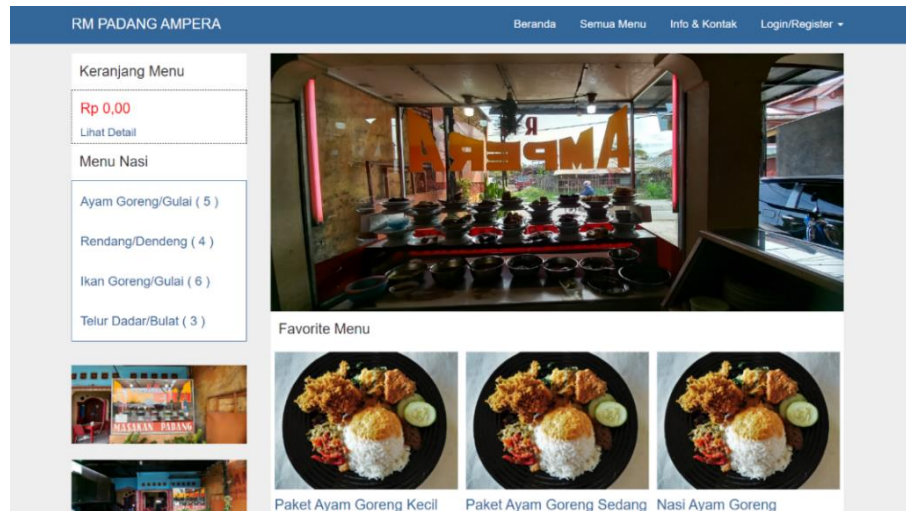 RM PADANG AMPERA
Beranda
Semua Menu
Info & Kontak
Login/Register
Keranjang Menu
Rp 0,00
Lihat Detail
Menu Nasi
Ayam Goreng/Gulai ( 5 )
Rendang/Dendeng ( 4 )
Ikan Goreng/Gulai ( 6 )
Telur Dadar/Bulat ( 3 )
MASAKAN PADANG
R
AMPERA
Favorite Menu
Paket Ayam Goreng Kecil
Paket Ayam Goreng Sedang
Nasi Ayam Goreng